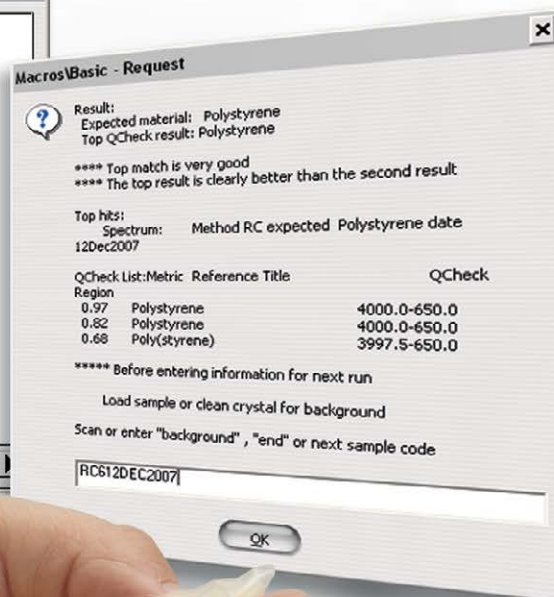 Macros\Basic - Request
Result:
Expected material: Polystyrene
Top QCheck result: Polystyrene
**** Top match is very good
**** The top result is clearly better than the second result
Top hits:
Spectrum: Method RC expected Polystyrene date
12Dec2007
QCheck List:Metric Reference Title QCheck
Region
0.97 Polystyrene 4000.0-650.0
0.82 Polystyrene 4000.0-650.0
0.68 Poly(styrene) 3997.5-650.0
***** Before entering information for next run
Load sample or clean crystal for background
Scan or enter "background" , "end" or next sample code
RC612DEC2007
OK